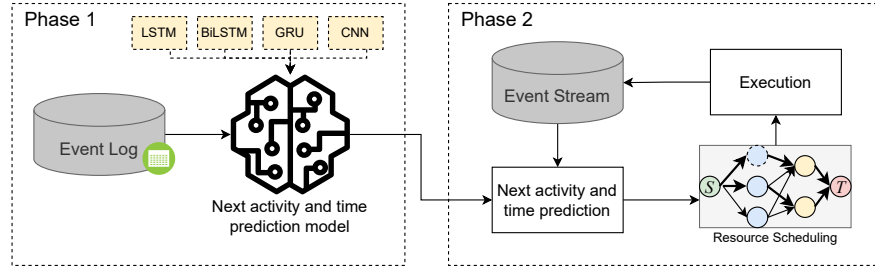 Phase 1
LSTM
BiLSTM
GRU
CNN
Event Log
Next activity and time
prediction model
Phase 2
Event Stream
Execution
Next activity and
time prediction
S
T
Resource Scheduling